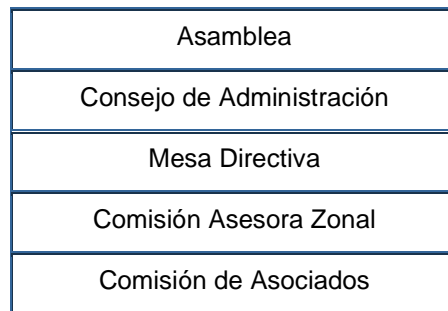 Asamblea
Consejo de Administración
Mesa Directiva
Comisión Asesora Zonal
Comisión de Asociados